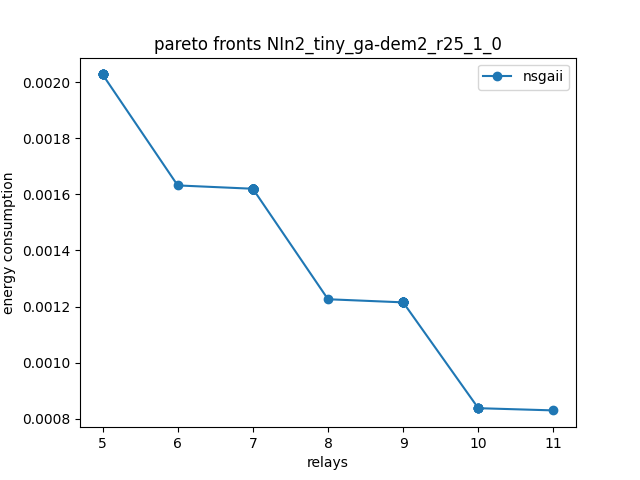 pareto fronts NIn2_tiny_ga-dem2_r25_1_0
nsgaii
0.0020
0.0018
0.0016
0.0014
0.0012
0.0010
0.0008
energy consumption
5 6 7 8 9 10 11
relays